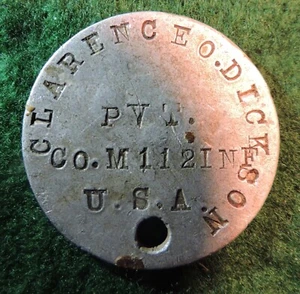 CLARENCE O. DICKSON
PVT.
CO. M 112 INF
U.S.A.